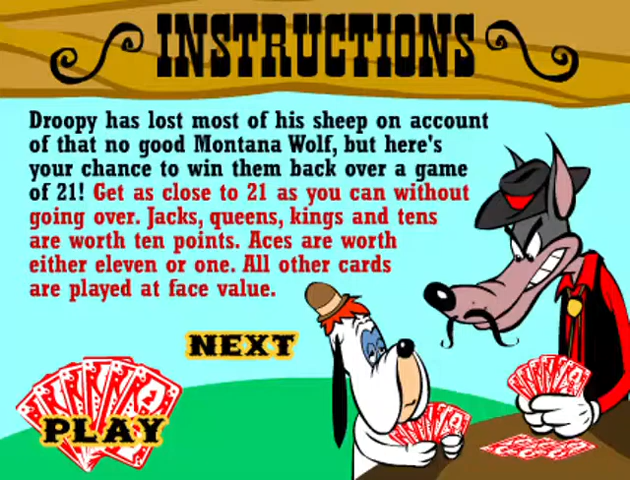 INSTRUCTIONS
Droopy has lost most of his sheep on account
of that no good Montana Wolf, but here's
your chance to win them back over a game
of 21! Get as close to 21 as you can without
going over. Jacks, queens, kings and tens
are worth ten points. Aces are worth
either eleven or one. All other cards
are played at face value.
NEXT
PLAY